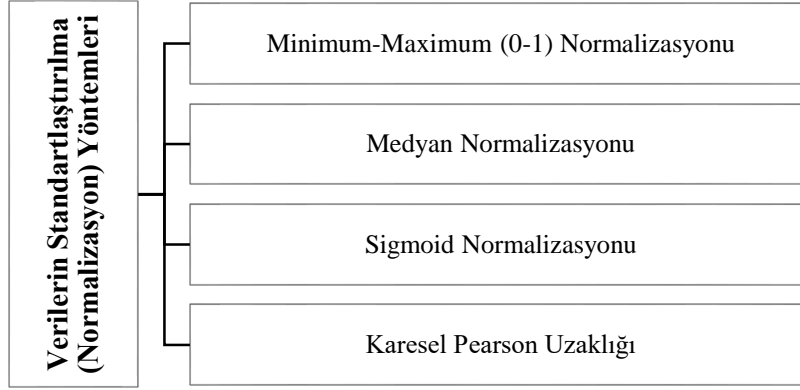 Verilerin Standartlaştırılma
(Normalizasyon) Yöntemleri
Minimum-Maximum (0-1) Normalizasyonu
Medyan Normalizasyonu
Sigmoid Normalizasyonu
Karesel Pearson Uzaklığı